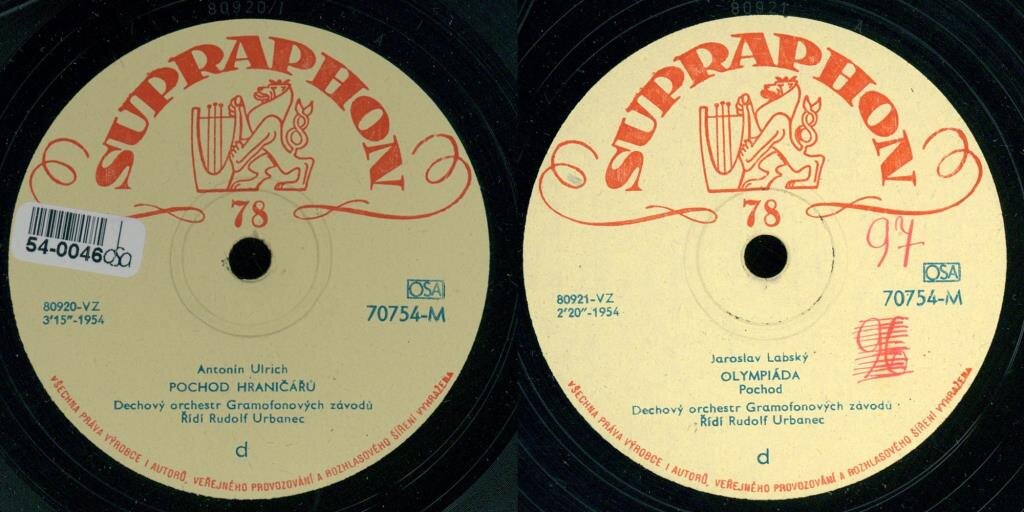 80920/1
SUPRAPHON
78
54-0046
OSA
OSA
80920-VZ
3'15"-1954
70754-M
Antonín Ulrich
POCHOD HRANIČÁŘŮ
Dechový orchestr Gramofonových závodů
Řídí Rudolf Urbanec
d
VŠECHNA PRÁVA VÝROBCE I AUTORŮ, VEŘEJNÉHO PROVOZOVÁNÍ A ROZHLASOVÉHO ŠÍŘENÍ VYHRAŽENA
80921
SUPRAPHON
78
97
OSA
80921-VZ
2'20"-1954
70754-M
96
Jaroslav Labský
OLYMPIÁDA
Pochod
Dechový orchestr Gramofonových závodů
Řídí Rudolf Urbanec
d
VŠECHNA PRÁVA VÝROBCE I AUTORŮ, VEŘEJNÉHO PROVOZOVÁNÍ A ROZHLASOVÉHO ŠÍŘENÍ VYHRAŽENA